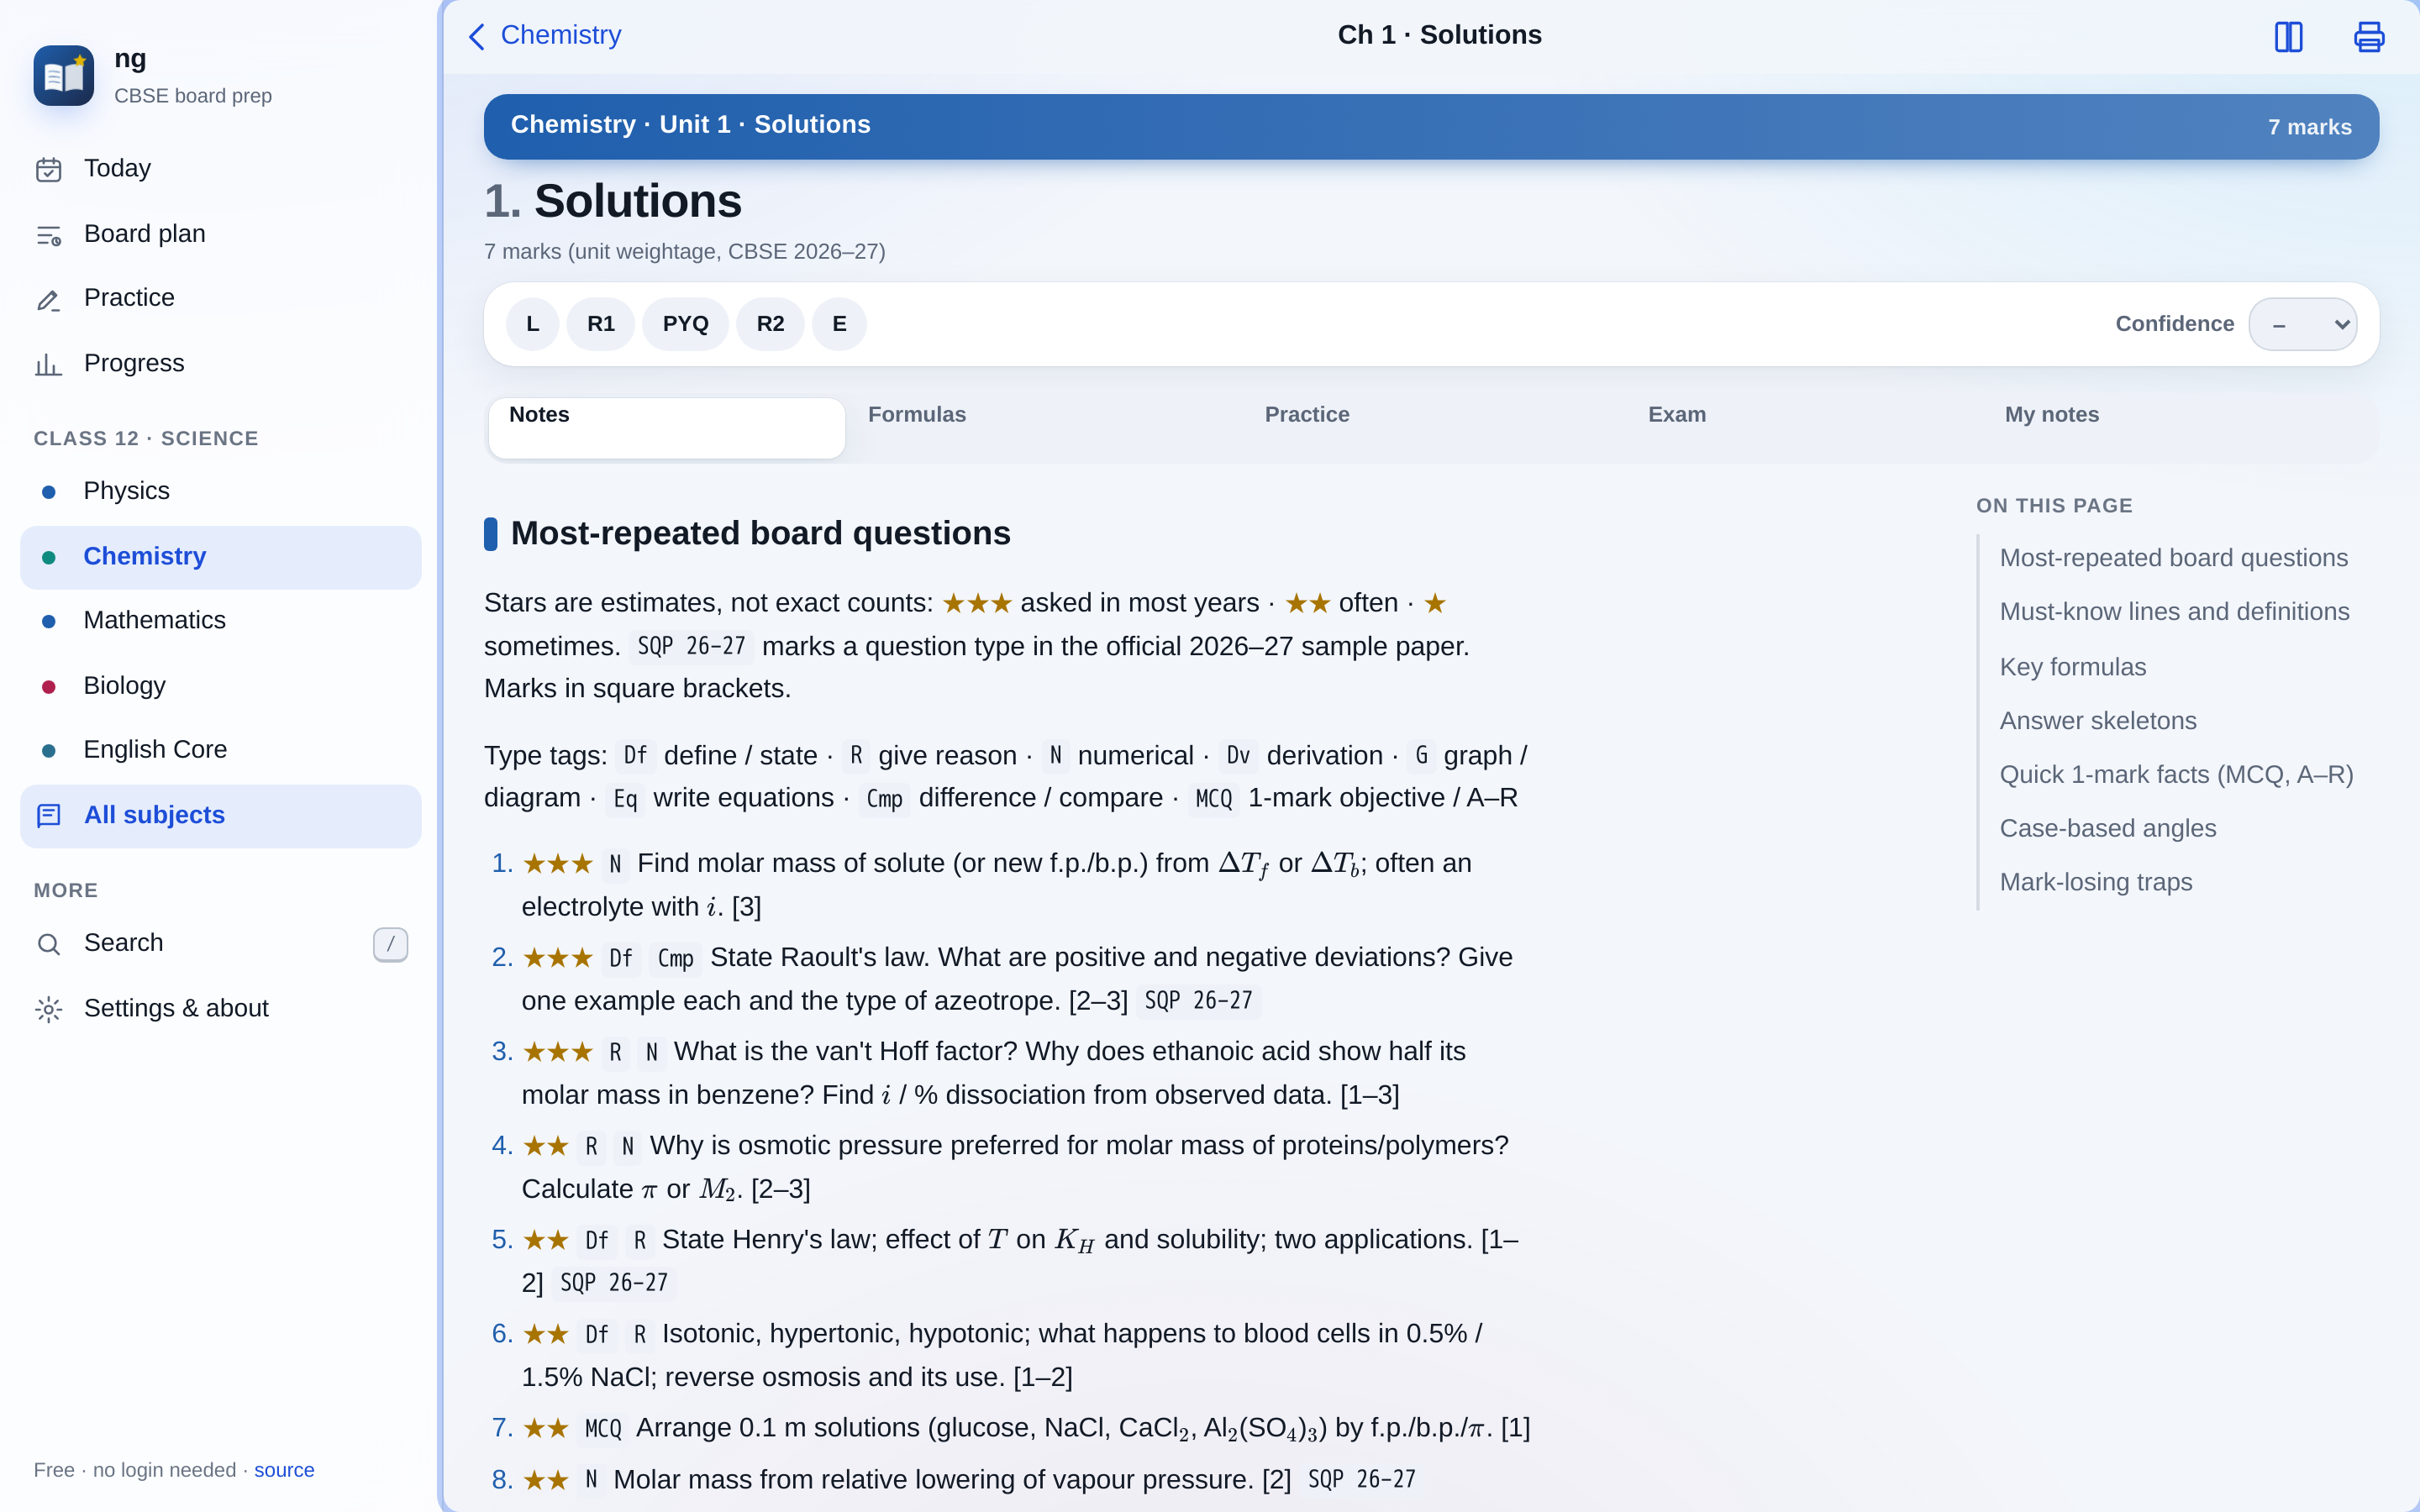 ng
CBSE board prep
Today
Board plan
Practice
Progress
CLASS 12 · SCIENCE
Physics
Chemistry
Mathematics
Biology
English Core
All subjects
MORE
Search /
Settings & about
Free · no login needed · source
Chemistry
Ch 1 · Solutions
Chemistry · Unit 1 · Solutions
7 marks
1. Solutions
7 marks (unit weightage, CBSE 2026–27)
L R1 PYQ R2 E
Confidence –
Notes Formulas Practice Exam My notes
Most-repeated board questions
Stars are estimates, not exact counts: ★★★ asked in most years · ★★ often · ★
sometimes. SQP 26–27 marks a question type in the official 2026–27 sample paper.
Marks in square brackets.
Type tags: Df define / state · R give reason · N numerical · Dv derivation · G graph /
diagram · Eq write equations · Cmp difference / compare · MCQ 1-mark objective / A–R
1. ★★★ N Find molar mass of solute (or new f.p./b.p.) from ΔT_f or ΔT_b; often an
electrolyte with i. [3]
2. ★★★ Df Cmp State Raoult's law. What are positive and negative deviations? Give
one example each and the type of azeotrope. [2–3] SQP 26–27
3. ★★★ R N What is the van't Hoff factor? Why does ethanoic acid show half its
molar mass in benzene? Find i / % dissociation from observed data. [1–3]
4. ★★ R N Why is osmotic pressure preferred for molar mass of proteins/polymers?
Calculate π or M₂. [2–3]
5. ★★ Df R State Henry's law; effect of T on K_H and solubility; two applications. [1–
2] SQP 26–27
6. ★★ Df R Isotonic, hypertonic, hypotonic; what happens to blood cells in 0.5% /
1.5% NaCl; reverse osmosis and its use. [1–2]
7. ★★ MCQ Arrange 0.1 m solutions (glucose, NaCl, CaCl₂, Al₂(SO₄)₃) by f.p./b.p./π. [1]
8. ★★ N Molar mass from relative lowering of vapour pressure. [2] SQP 26–27
ON THIS PAGE
Most-repeated board questions
Must-know lines and definitions
Key formulas
Answer skeletons
Quick 1-mark facts (MCQ, A–R)
Case-based angles
Mark-losing traps